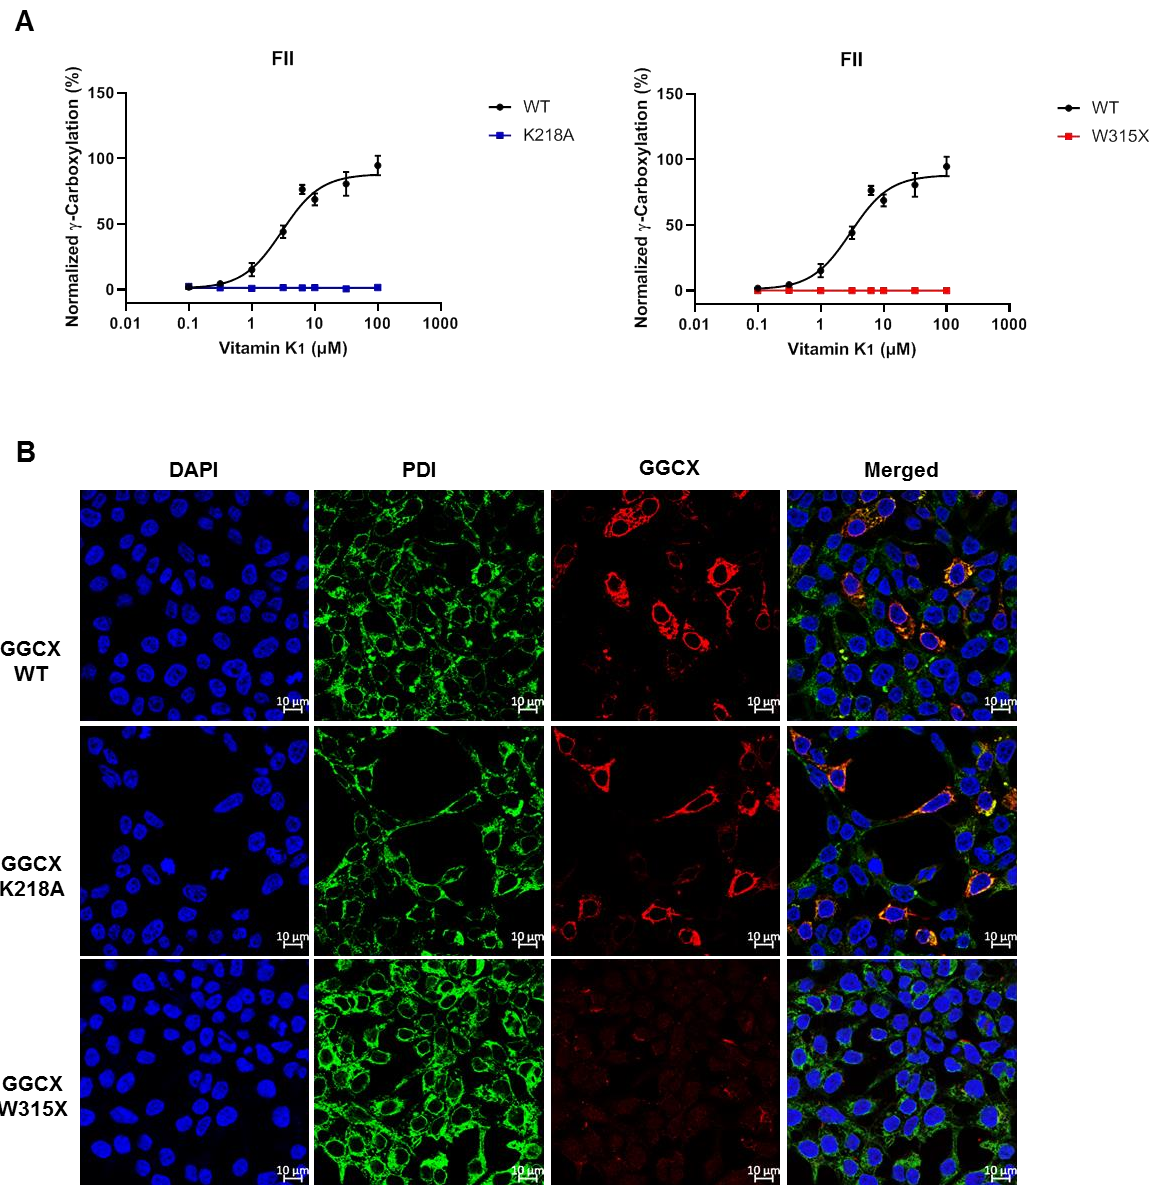 A
FII
Normalized γ-Carboxylation (%)
150
100
50
0
0.01
0.1
1
10
100
1000
Vitamin K1 (µM)
WT
K218A
FII
Normalized γ-Carboxylation (%)
150
100
50
0
0.01
0.1
1
10
100
1000
Vitamin K1 (µM)
WT
W315X
B
DAPI
PDI
GGCX
Merged
GGCX
WT
10 µm
10 µm
10 µm
10 µm
GGCX
K218A
10 µm
10 µm
10 µm
10 µm
GGCX
W315X
10 µm
10 µm
10 µm
10 µm